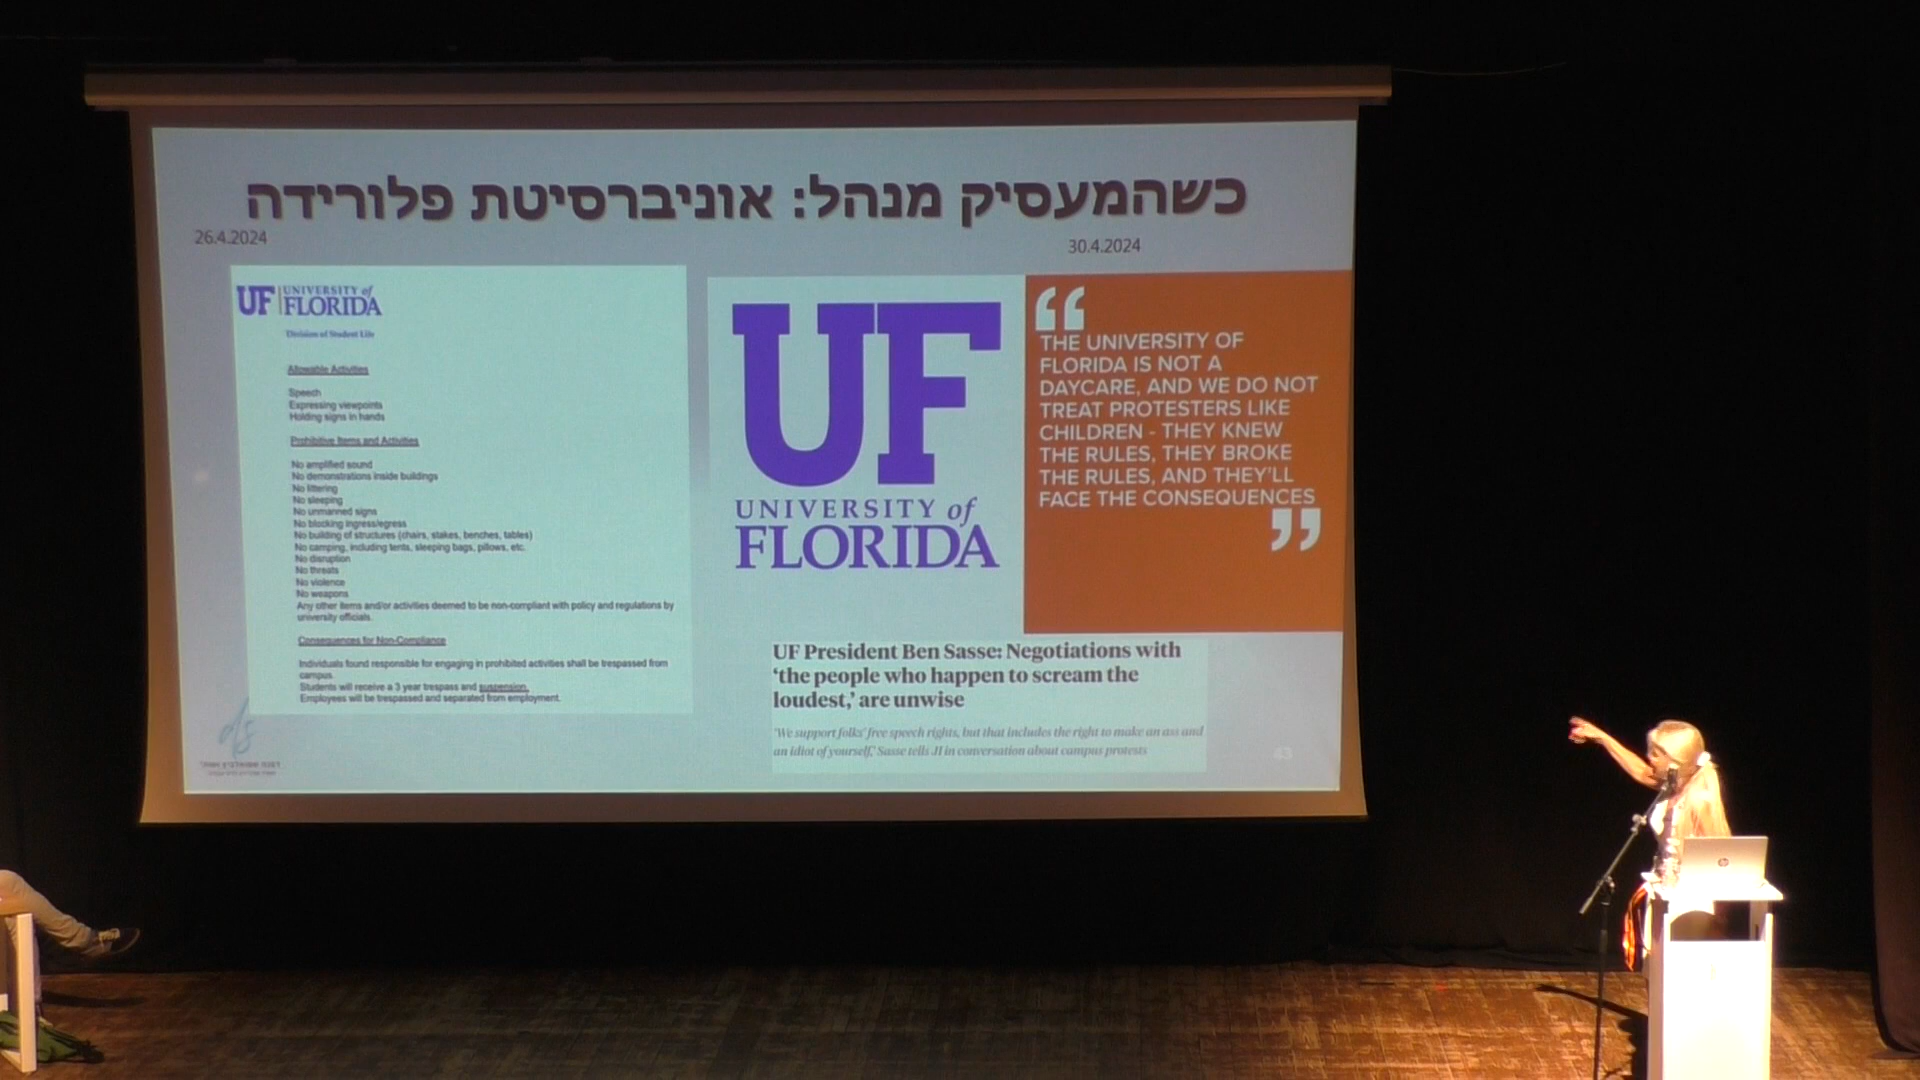 כשהמעסיק מנהל: אוניברסיטת פלורידה
26.4.2024
30.4.2024
UF UNIVERSITY of
FLORIDA
Division of Student Life
Allowable Activities
Speech
Expressing viewpoints
Holding signs in hands
Prohibitive Items and Activities
No amplified sound
No demonstrations inside buildings
No littering
No sleeping
No unmanned signs
No blocking ingress/egress
No building of structures (chairs, stakes, benches, tables)
No camping, including tents, sleeping bags, pillows, etc.
No disruption
No threats
No violence
No weapons
Any other items and/or activities deemed to be non-compliant with policy and regulations by
university officials.
Consequences for Non-Compliance
Individuals found responsible for engaging in prohibited activities shall be trespassed from
campus.
Students will receive a 3 year trespass and suspension.
Employees will be trespassed and separated from employment.
UF
UNIVERSITY of
FLORIDA
“
THE UNIVERSITY OF
FLORIDA IS NOT A
DAYCARE, AND WE DO NOT
TREAT PROTESTERS LIKE
CHILDREN - THEY KNEW
THE RULES, THEY BROKE
THE RULES, AND THEY'LL
FACE THE CONSEQUENCES
”
UF President Ben Sasse: Negotiations with
‘the people who happen to scream the
loudest,’ are unwise
'We support folks' free speech rights, but that includes the right to make an ass and
an idiot of yourself,' Sasse tells JI in conversation about campus protests
43
hp